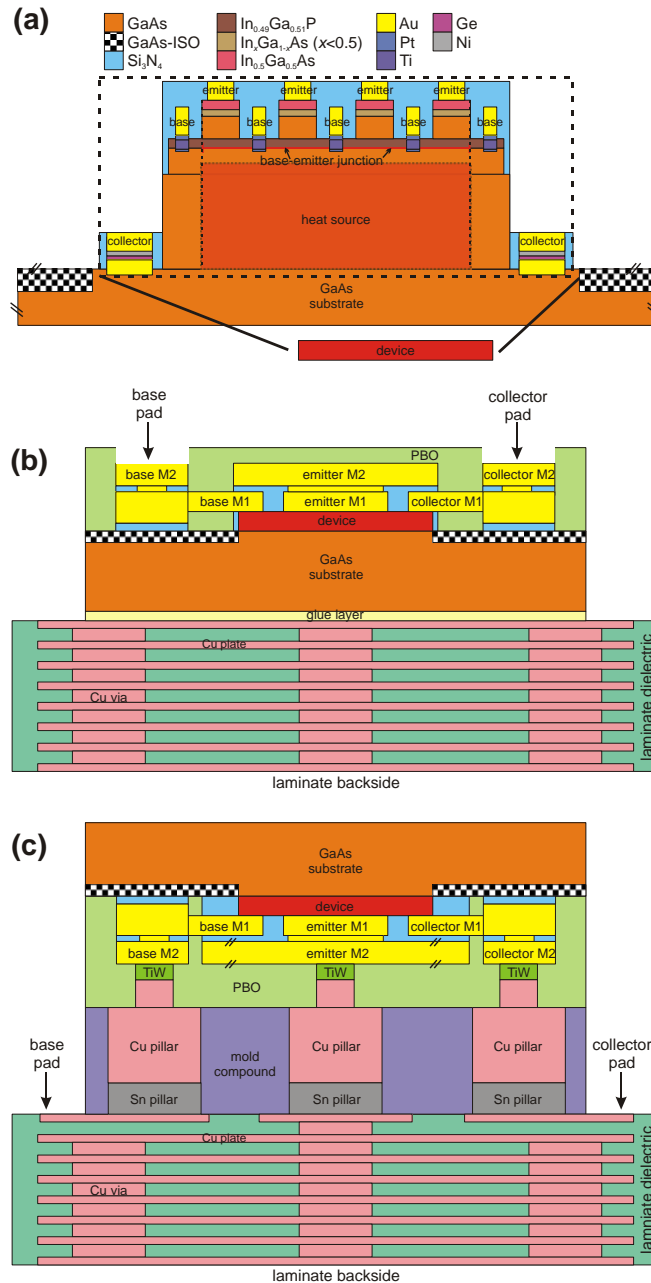 (a)
GaAs
GaAs-ISO
Si3N4
In0.49Ga0.51P
InxGa1-xAs (x<0.5)
In0.5Ga0.5As
Au
Pt
Ti
Ge
Ni
emitter emitter emitter emitter
base base base base base
base-emitter junction
heat source
collector collector
GaAs
substrate
device
base
pad
collector
pad
(b)
PBO
base M2 emitter M2 collector M2
base M1 emitter M1 collector M1
device
GaAs
substrate
glue layer
Cu plate
Cu via
laminate dielectric
laminate backside
(c)
GaAs
substrate
device
base M1 emitter M1 collector M1
base M2 emitter M2 collector M2
TiW TiW TiW
PBO
base
pad
collector
pad
Cu pillar Cu pillar Cu pillar
mold
compound
Sn pillar Sn pillar Sn pillar
Cu plate
Cu via
lamniate dielectric
laminate backside